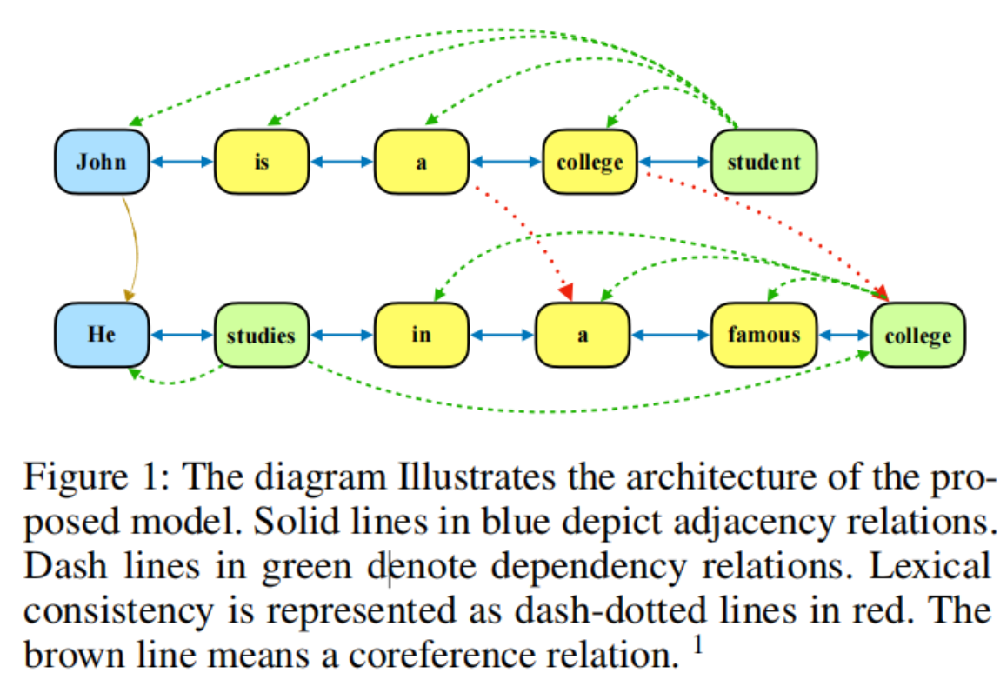 John is a college student
He studies in a famous college
Figure 1: The diagram Illustrates the architecture of the pro-
posed model. Solid lines in blue depict adjacency relations.
Dash lines in green denote dependency relations. Lexical
consistency is represented as dash-dotted lines in red. The
brown line means a coreference relation. 1